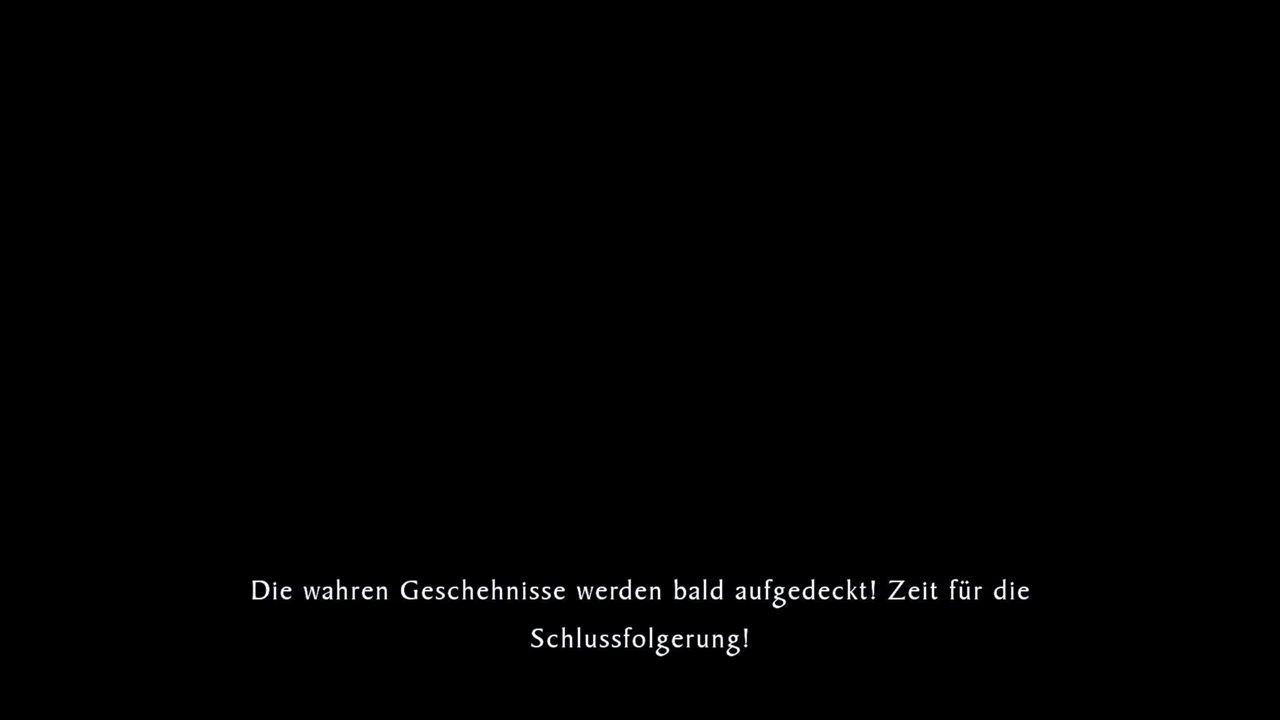 Die wahren Geschehnisse werden bald aufgedeckt! Zeit für die
Schlussfolgerung!